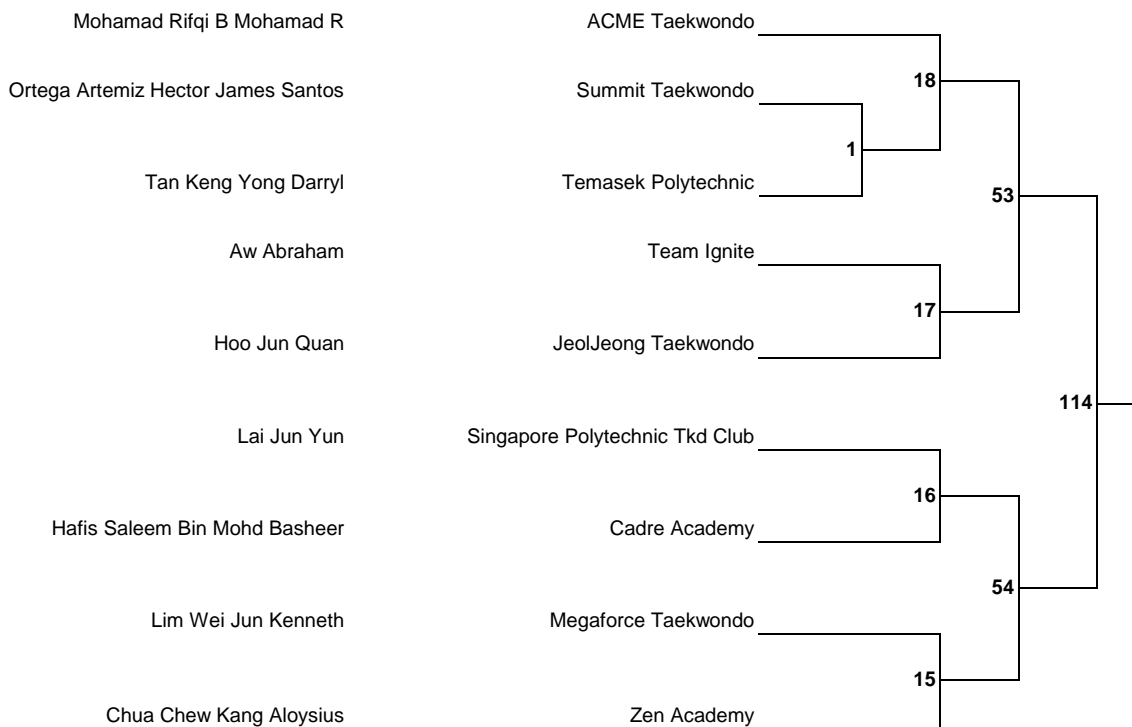 Mohamad Rifqi B Mohamad R ACME Taekwondo
18
Ortega Artemiz Hector James Santos Summit Taekwondo
1
Tan Keng Yong Darryl Temasek Polytechnic
53
Aw Abraham Team Ignite
17
Hoo Jun Quan JeolJeong Taekwondo
114
Lai Jun Yun Singapore Polytechnic Tkd Club
16
Hafis Saleem Bin Mohd Basheer Cadre Academy
54
Lim Wei Jun Kenneth Megaforce Taekwondo
15
Chua Chew Kang Aloysius Zen Academy